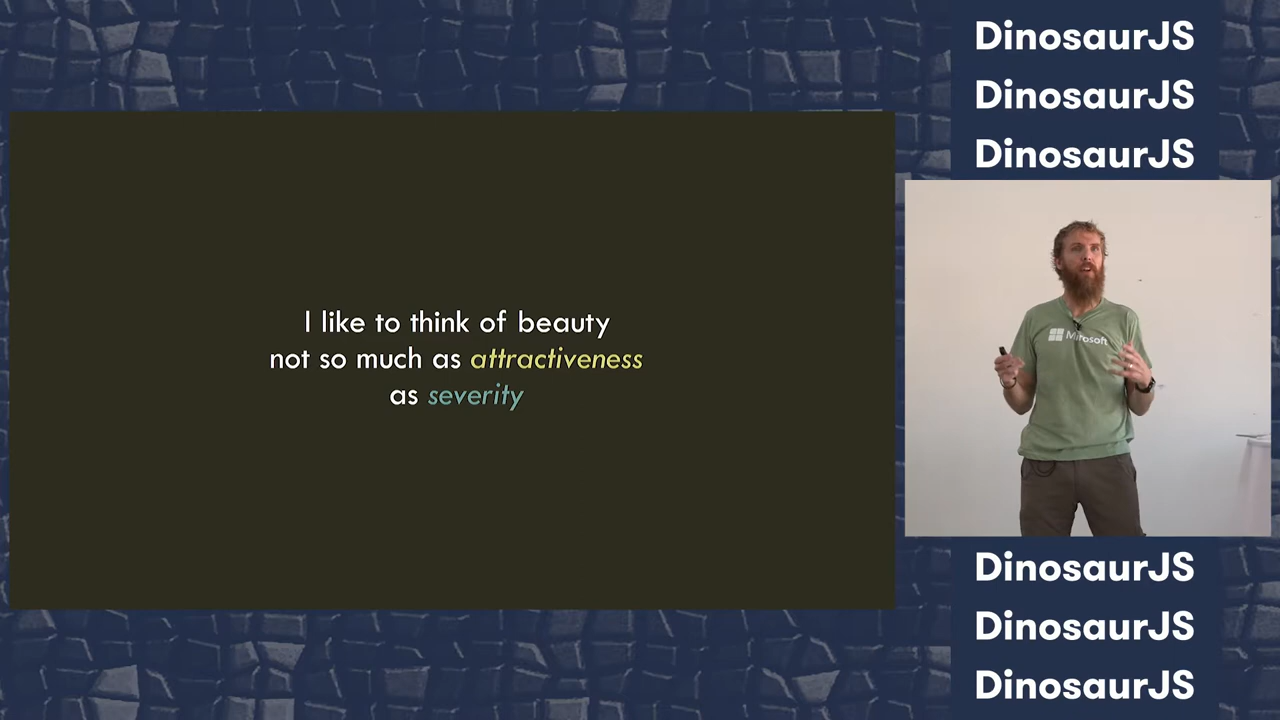 I like to think of beauty
not so much as attractiveness
as severity
DinosaurJS
DinosaurJS
DinosaurJS
Microsoft
DinosaurJS
DinosaurJS
DinosaurJS